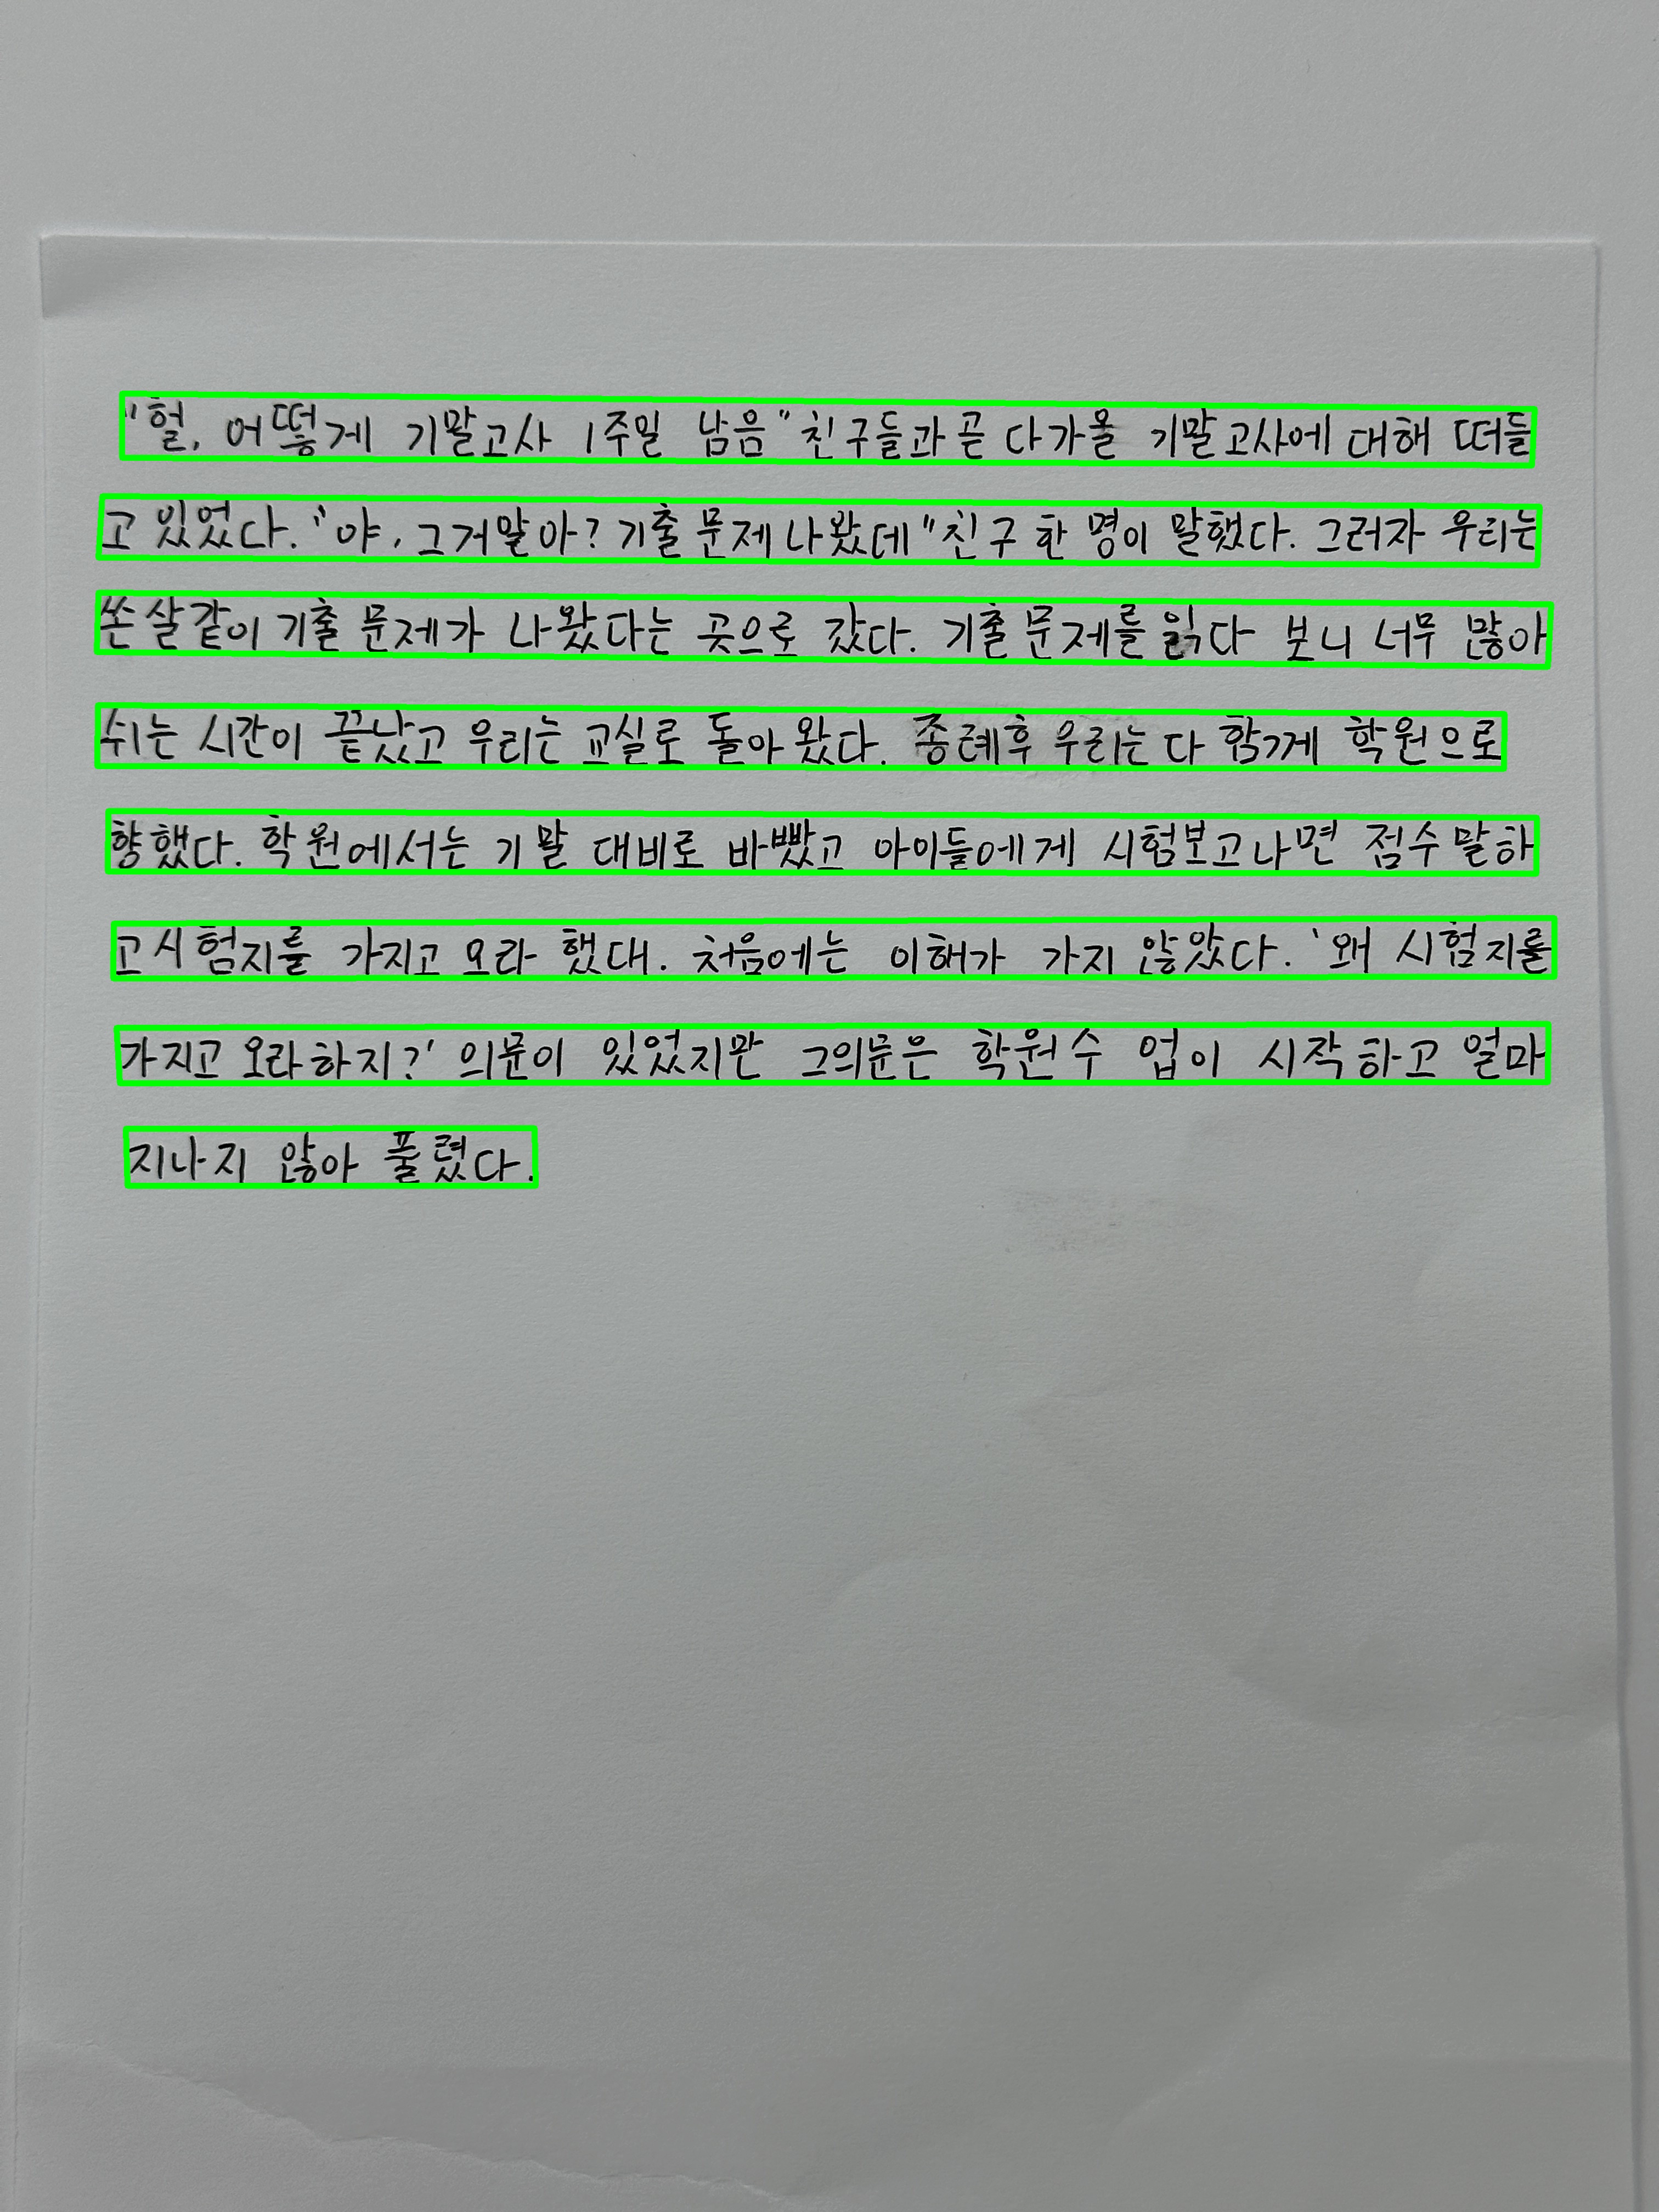 "헐, 어떻게 기말고사 1주일 남음" 친구들과 곧 다가올 기말고사에 대해 떠들
고 있었다. "야, 그거알아? 기출문제 나왔데" 친구 한 명이 말했다. 그러자 우리는
쏜살같이 기출문제가 나왔다는 곳으로 갔다. 기출문제를 읽다 보니 너무 많아
쉬는 시간이 끝났고 우리는 교실로 돌아왔다. 종례후 우리는 다 함께 학원으로
향했다. 학원에서는 기말 대비로 바빴고 아이들에게 시험보고나면 점수말하
고 시험지를 가지고 오라 했대. 처음에는 이해가 가지 않았다. '왜 시험지를
가지고 오라하지?' 의문이 있었지만 그의문은 학원수업이 시작하고 얼마
지나지 않아 풀렸다.